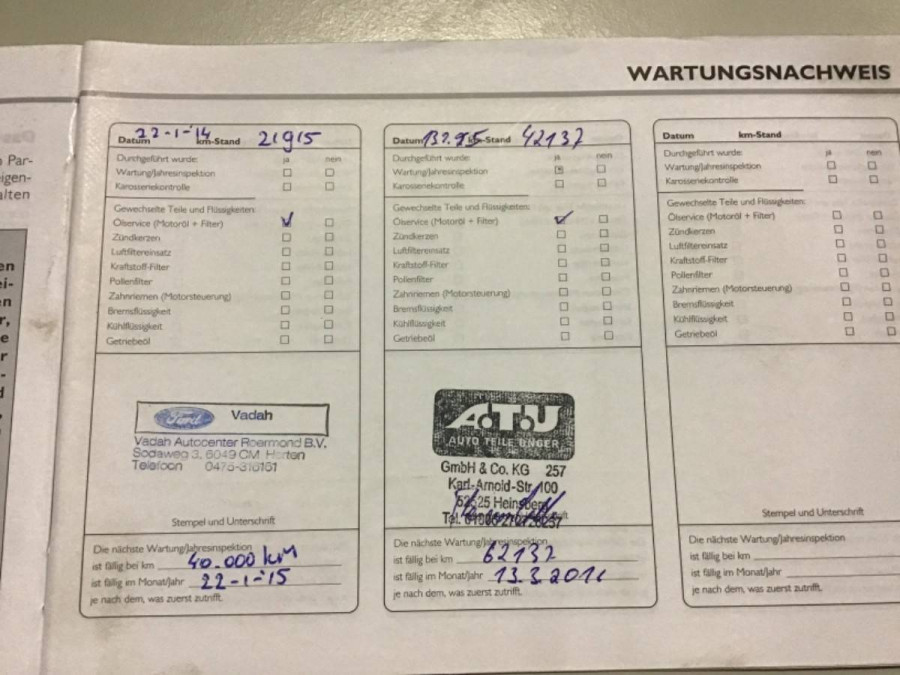 WARTUNGSNACHWEIS
Datum 22-1-'14 km-Stand 21915
Durchgeführt wurde: ja nein
Wartung/Jahresinspektion
Karosseriekontrolle
Gewechselte Teile und Flüssigkeiten:
Ölservice (Motoröl + Filter)
Zündkerzen
Luftfiltereinsatz
Kraftstoff-Filter
Pollenfilter
Zahnriemen (Motorsteuerung)
Bremsflüssigkeit
Kühlflüssigkeit
Getriebeöl
Ford Vadah
Vadah Autocenter Roermond B.V.
Sodaweg 3, 6049 CM Herten
Telefoon 0475-316161
Stempel und Unterschrift
Die nächste Wartung/Jahresinspektion
ist fällig bei km 40.000 km
ist fällig im Monat/Jahr 22-1-'15
je nach dem, was zuerst zutrifft.
Datum km-Stand 42137
Durchgeführt wurde: ja nein
Wartung/Jahresinspektion
Karosseriekontrolle
Gewechselte Teile und Flüssigkeiten:
Ölservice (Motoröl + Filter)
Zündkerzen
Luftfiltereinsatz
Kraftstoff-Filter
Pollenfilter
Zahnriemen (Motorsteuerung)
Bremsflüssigkeit
Kühlflüssigkeit
Getriebeöl
A.T.U
AUTO TEILE UNGER
GmbH & Co. KG 257
Karl-Arnold-Str. 100
52525 Heinsberg
Tel.
Die nächste Wartung/Jahresinspektion
ist fällig bei km 62137
ist fällig im Monat/Jahr 13.3.2016
je nach dem, was zuerst zutrifft.
Datum km-Stand
Durchgeführt wurde: ja nein
Wartung/Jahresinspektion
Karosseriekontrolle
Gewechselte Teile und Flüssigkeiten:
Ölservice (Motoröl + Filter)
Zündkerzen
Luftfiltereinsatz
Kraftstoff-Filter
Pollenfilter
Zahnriemen (Motorsteuerung)
Bremsflüssigkeit
Kühlflüssigkeit
Getriebeöl
Stempel und Unterschrift
Die nächste Wartung/Jahresinspektion
ist fällig bei km
ist fällig im Monat/Jahr
je nach dem, was zuerst zutrifft.